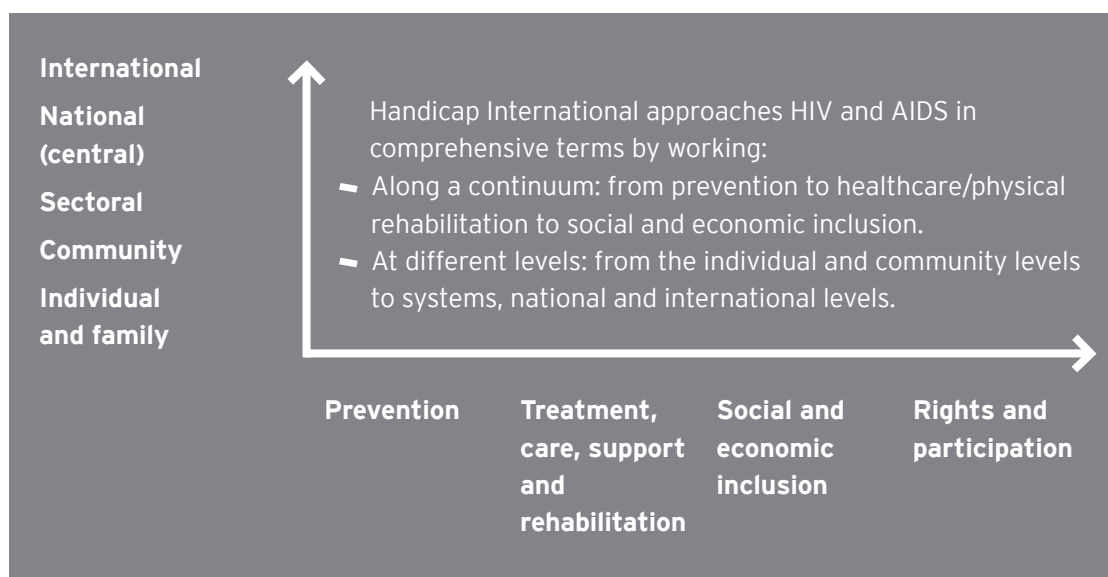 International
National
(central)
Sectoral
Community
Individual
and family
Handicap International approaches HIV and AIDS in
comprehensive terms by working:
- Along a continuum: from prevention to healthcare/physical
rehabilitation to social and economic inclusion.
- At different levels: from the individual and community levels
to systems, national and international levels.
Prevention
Treatment,
care, support
and
rehabilitation
Social and
economic
inclusion
Rights and
participation